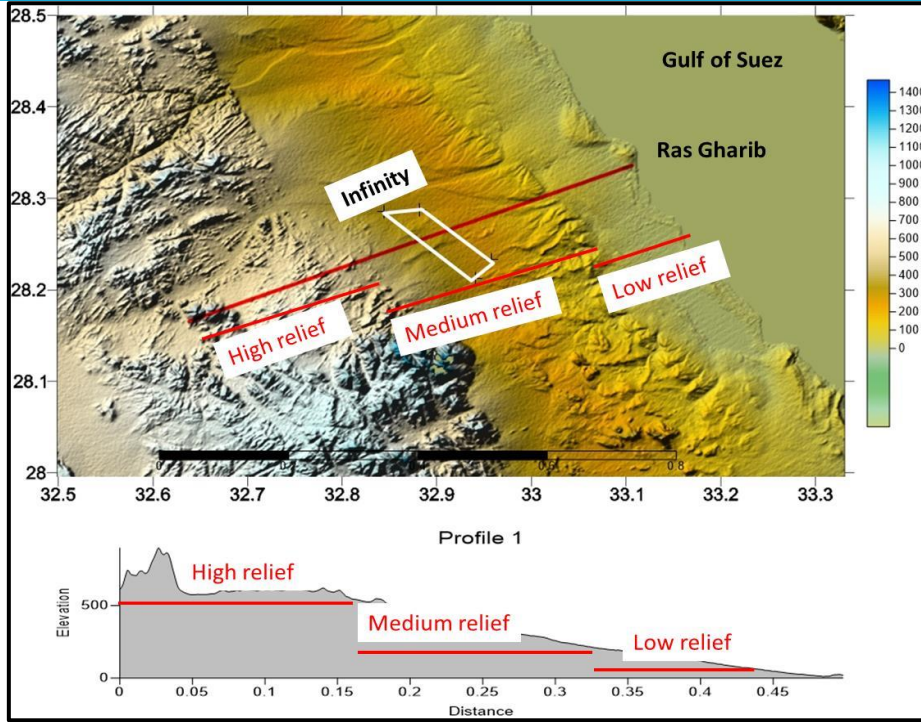 28.5
28.4
28.3
28.2
28.1
28
Gulf of Suez
Ras Gharib
Infinity
High relief
Medium relief
Low relief
32.5 32.6 32.7 32.8 32.9 33 33.1 33.2 33.3
1400
1300
1200
1100
1000
900
800
700
600
500
400
300
200
100
0
Profile 1
Elevation
500
0
High relief
Medium relief
Low relief
0 0.05 0.1 0.15 0.2 0.25 0.3 0.35 0.4 0.45
Distance